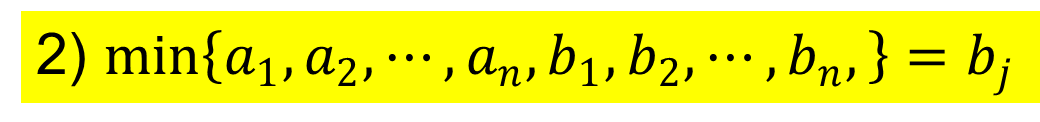 2) min{a₁, a₂, ⋯, aₙ, b₁, b₂, ⋯, bₙ, } = bⱼ